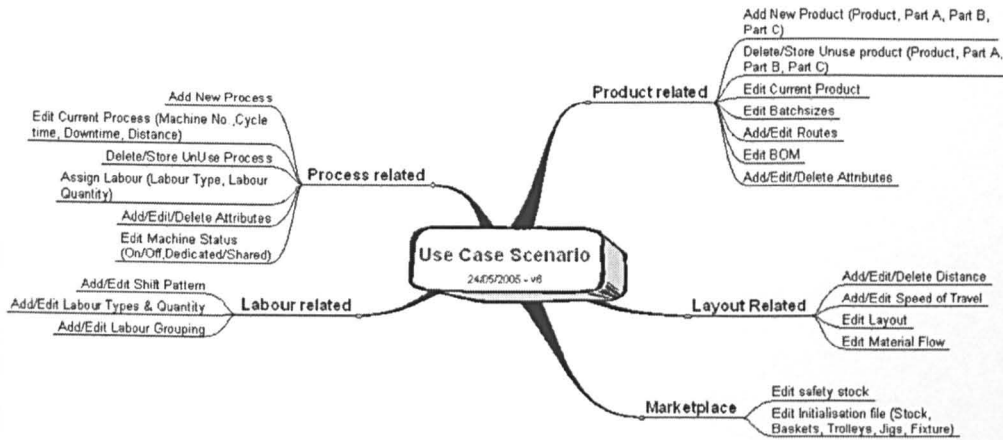 Use Case Scenario
24/05/2005 - v6
Product related
Add New Product (Product, Part A, Part B,
Part C)
Delete/Store Unuse product (Product, Part A,
Part B, Part C)
Edit Current Product
Edit Batchsizes
Add/Edit Routes
Edit BOM
Add/Edit/Delete Attributes
Process related
Add New Process
Edit Current Process (Machine No ,Cycle
time, Downtime, Distance)
Delete/Store UnUse Process
Assign Labour (Labour Type, Labour
Quantity)
Add/Edit/Delete Attributes
Edit Machine Status
(On/Off,Dedicated/Shared)
Labour related
Add/Edit Shift Pattern
Add/Edit Labour Types & Quantity
Add/Edit Labour Grouping
Layout Related
Add/Edit/Delete Distance
Add/Edit Speed of Travel
Edit Layout
Edit Material Flow
Marketplace
Edit safety stock
Edit Initialisation file (Stock,
Baskets, Trolleys, Jigs, Fixture)